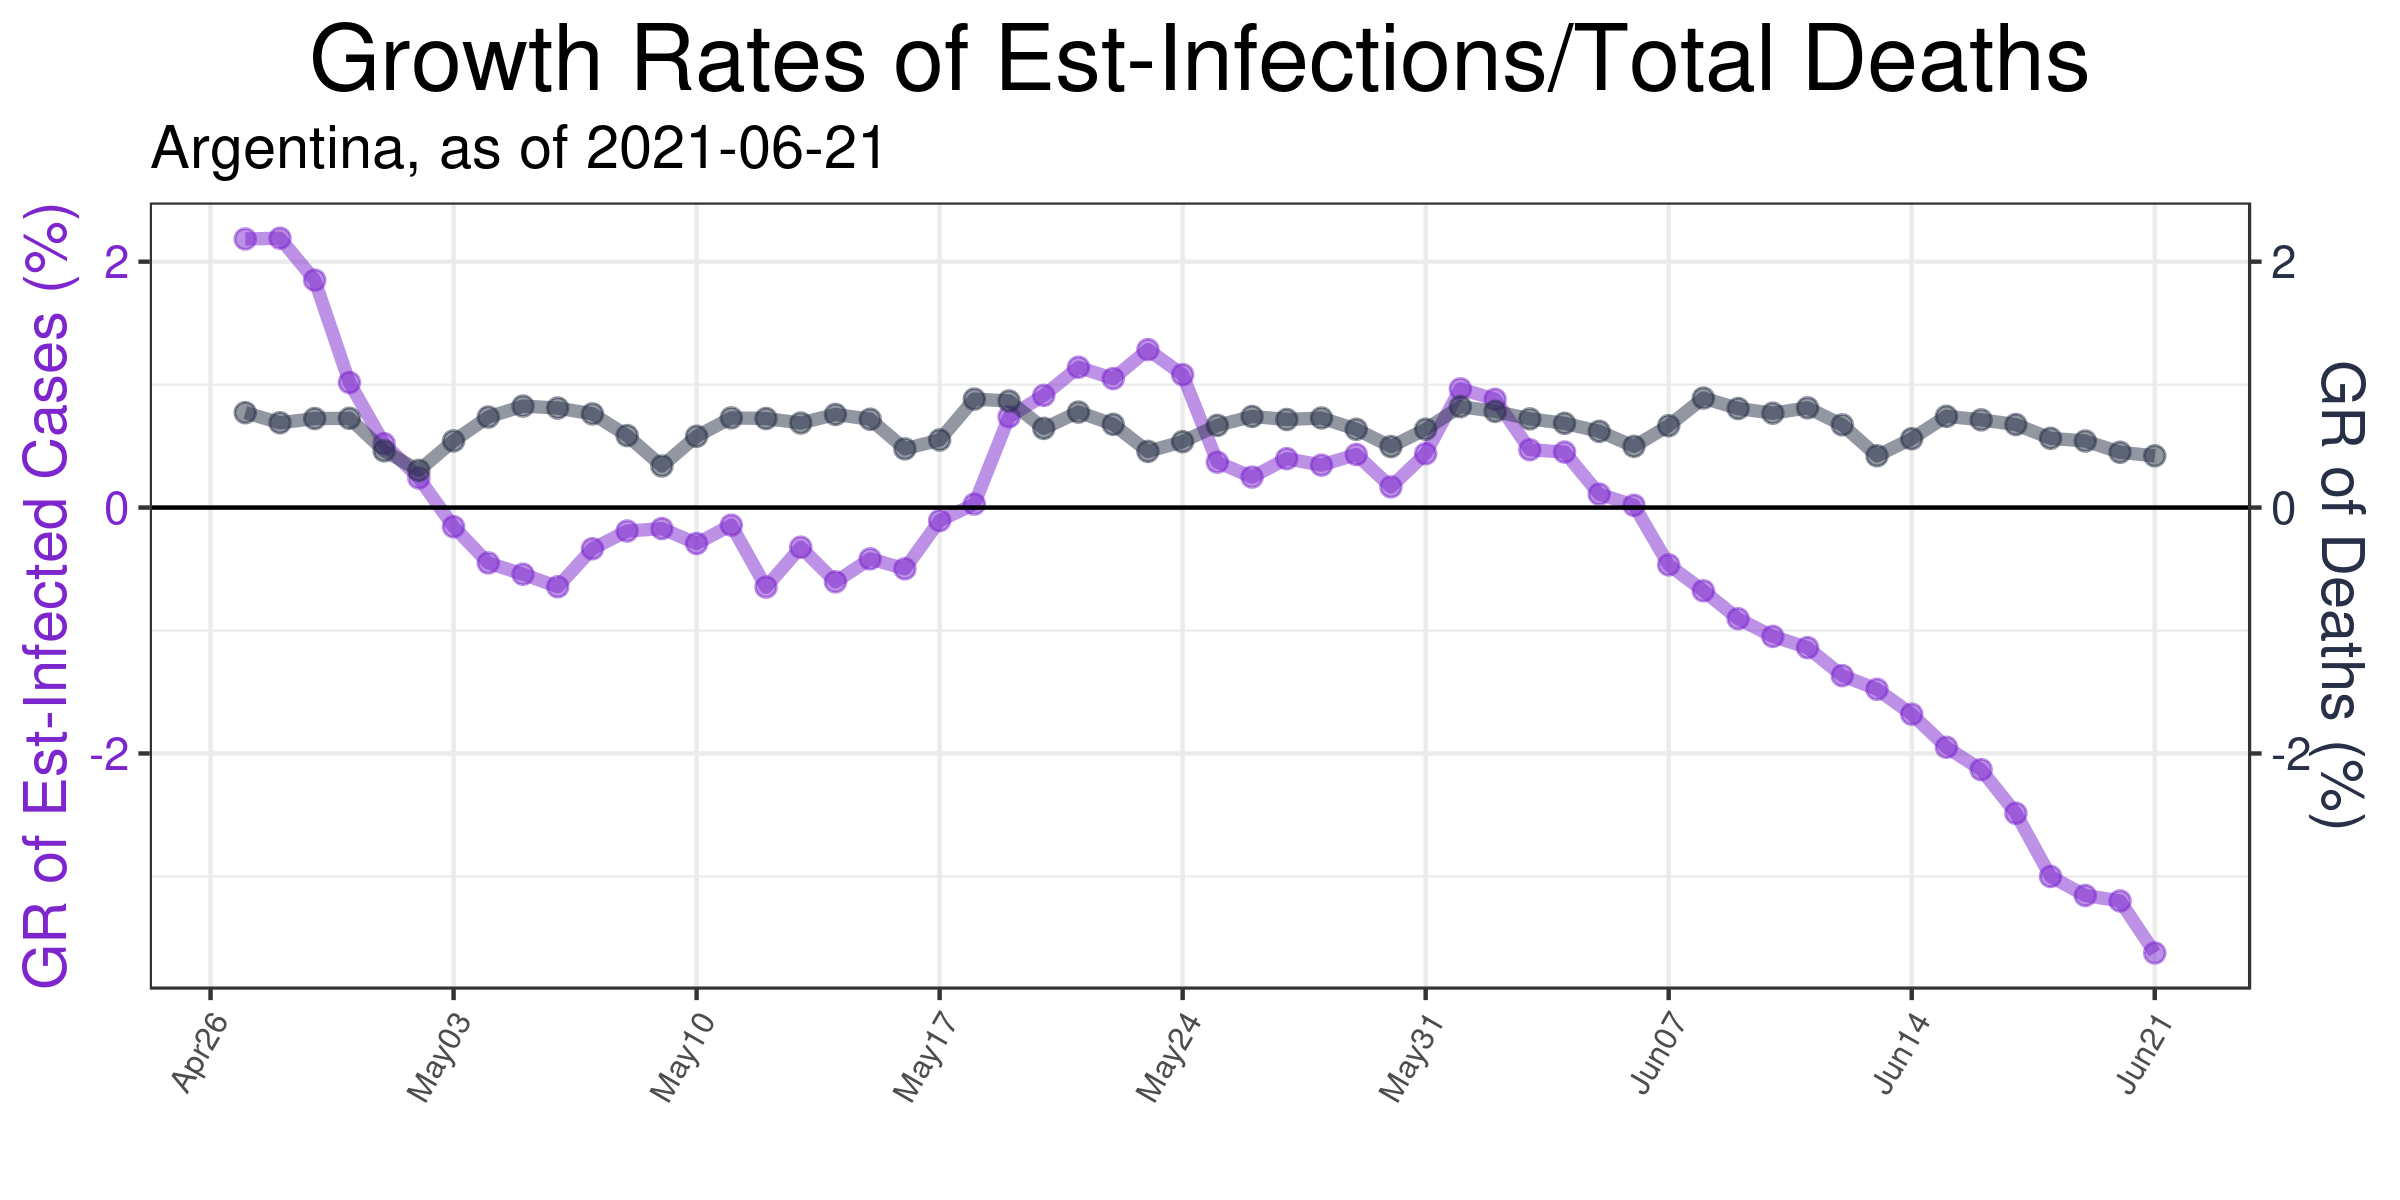 Growth Rates of Est-Infections/Total Deaths
Argentina, as of 2021-06-21
GR of Est-Infected Cases (%)
2
0
-2
2
0
-2
GR of Deaths (%)
Apr26
May03
May10
May17
May24
May31
Jun07
Jun14
Jun21